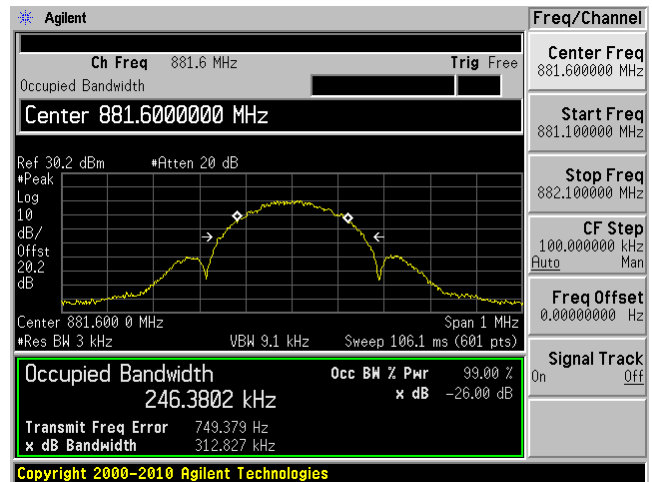 Agilent
Freq/Channel
Ch Freq 881.6 MHz Trig Free
Occupied Bandwidth
Center 881.6000000 MHz
Ref 30.2 dBm #Atten 20 dB
#Peak
Log
10
dB/
Offst
20.2
dB
Center 881.600 0 MHz Span 1 MHz
#Res BW 3 kHz VBW 9.1 kHz Sweep 106.1 ms (601 pts)
Occupied Bandwidth Occ BW % Pwr 99.00 %
246.3802 kHz x dB -26.00 dB
Transmit Freq Error 749.379 Hz
x dB Bandwidth 312.827 kHz
Copyright 2000-2010 Agilent Technologies
Center Freq
881.600000 MHz
Start Freq
881.100000 MHz
Stop Freq
882.100000 MHz
CF Step
100.000000 kHz
Auto Man
Freq Offset
0.00000000 Hz
Signal Track
On Off